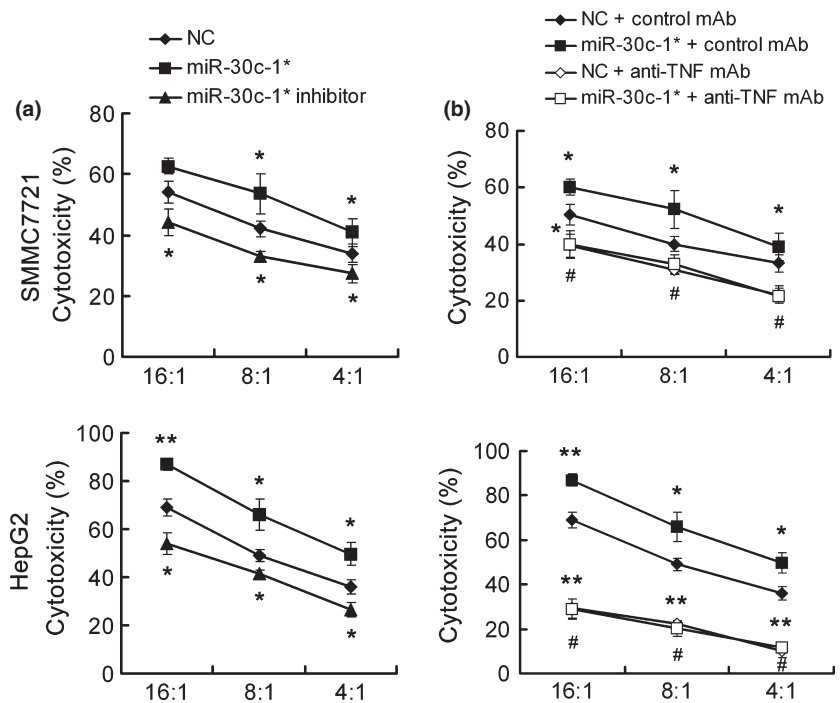 NC
miR-30c-1*
miR-30c-1* inhibitor
NC + control mAb
miR-30c-1* + control mAb
NC + anti-TNF mAb
miR-30c-1* + anti-TNF mAb
(a)
SMMC7721
Cytotoxicity (%)
80
60
40
20
0
* *
* * *
16:1 8:1 4:1
(b)
Cytotoxicity (%)
80
60
40
20
0
* * *
*
# # #
16:1 8:1 4:1
HepG2
Cytotoxicity (%)
100
80
60
40
20
0
** * *
* * *
16:1 8:1 4:1
Cytotoxicity (%)
100
80
60
40
20
0
** * *
** ** **
# # #
16:1 8:1 4:1